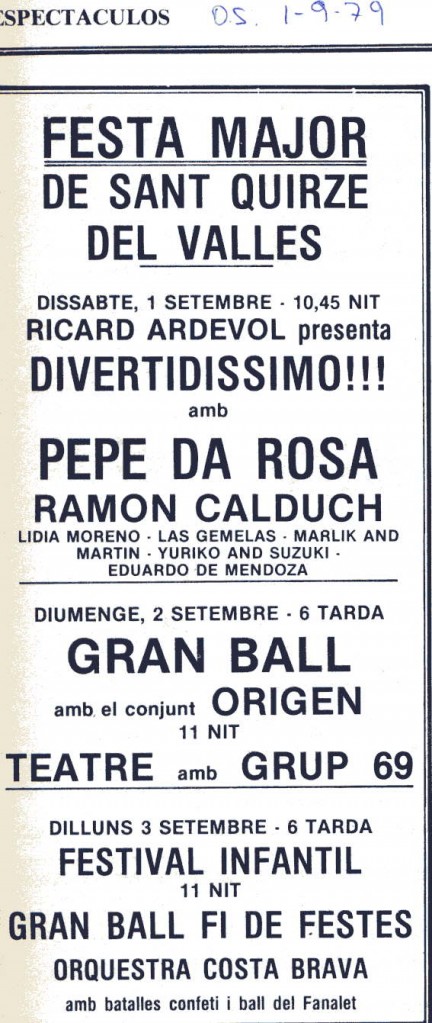 ESPECTACULOS O.S. 1-9-79
FESTA MAJOR
DE SANT QUIRZE
DEL VALLES
DISSABTE, 1 SETEMBRE - 10,45 NIT
RICARD ARDEVOL presenta
DIVERTIDISSIMO!!!
amb
PEPE DA ROSA
RAMON CALDUCH
LIDIA MORENO - LAS GEMELAS - MARLIK AND
MARTIN - YURIKO AND SUZUKI -
EDUARDO DE MENDOZA
DIUMENGE, 2 SETEMBRE - 6 TARDA
GRAN BALL
amb el conjunt ORIGEN
11 NIT
TEATRE amb GRUP 69
DILLUNS 3 SETEMBRE - 6 TARDA
FESTIVAL INFANTIL
11 NIT
GRAN BALL FI DE FESTES
ORQUESTRA COSTA BRAVA
amb batalles confeti i ball del Fanalet